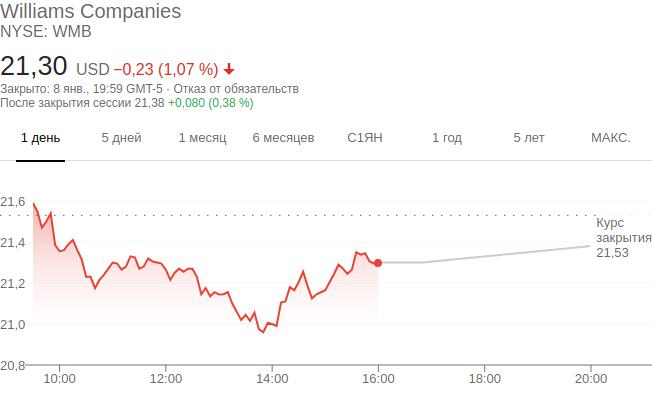 Williams Companies
NYSE: WMB
21,30 USD −0,23 (1,07 %)
Закрыто: 8 янв., 19:59 GMT-5 · Отказ от обязательств
После закрытия сессии 21,38 +0,080 (0,38 %)
1 день 5 дней 1 месяц 6 месяцев С1ЯН 1 год 5 лет МАКС.
21,6
Курс
закрытия
21,53
21,4
21,2
21,0
20,8
10:00 12:00 14:00 16:00 18:00 20:00